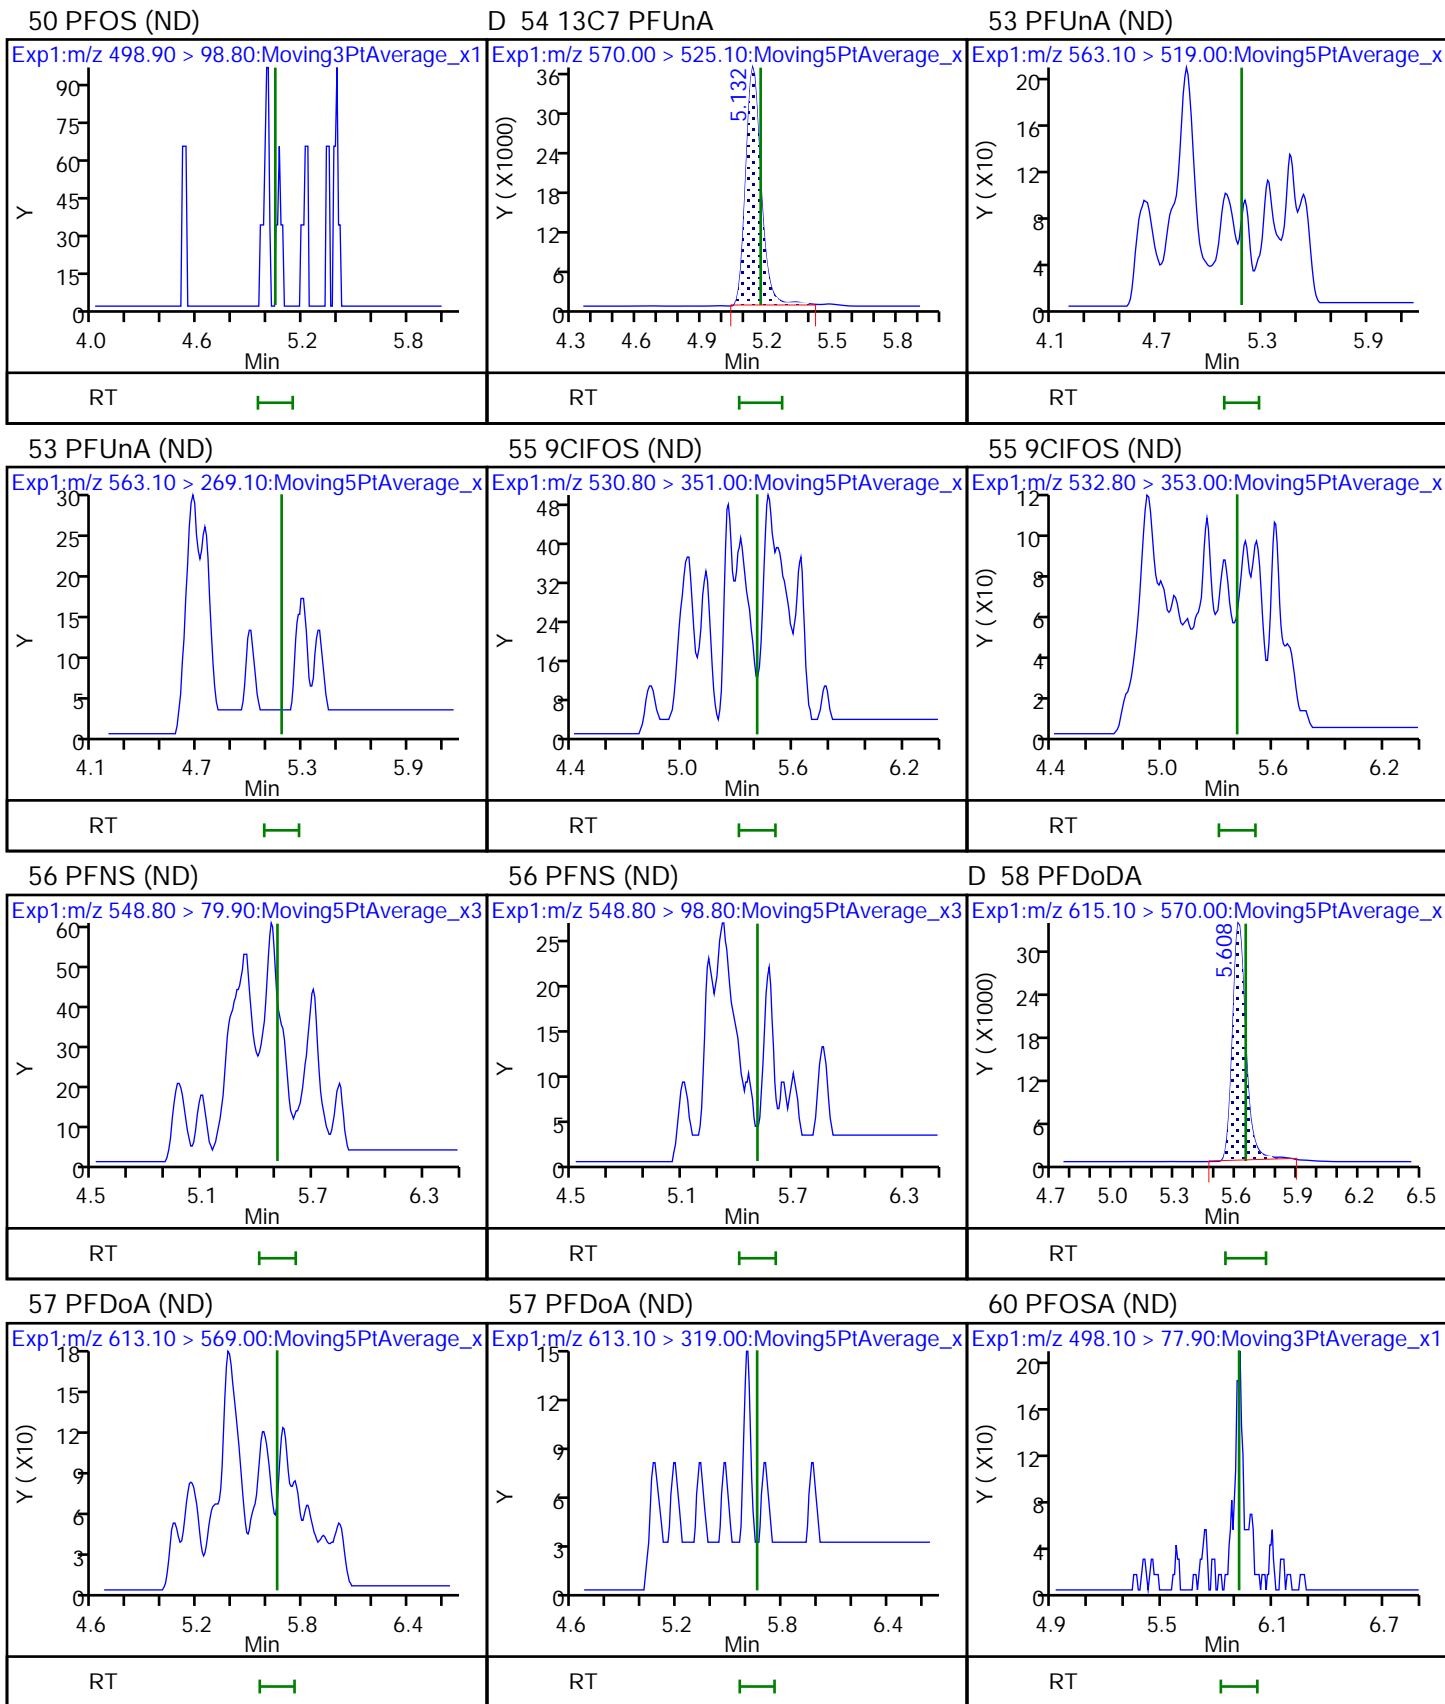 50 PFOS (ND)
Exp1:m/z 498.90 > 98.80:Moving3PtAverage_x1
Y
90
75
60
45
30
15
0
4.0 4.6 5.2 5.8
Min
RT
D 54 13C7 PFUnA
Exp1:m/z 570.00 > 525.10:Moving5PtAverage_x
Y ( X1000)
36
30
24
18
12
6
0
5.132
4.3 4.6 4.9 5.2 5.5 5.8
Min
RT
53 PFUnA (ND)
Exp1:m/z 563.10 > 519.00:Moving5PtAverage_x
Y ( X10)
20
16
12
8
4
0
4.1 4.7 5.3 5.9
Min
RT
53 PFUnA (ND)
Exp1:m/z 563.10 > 269.10:Moving5PtAverage_x
Y
30
25
20
15
10
5
0
4.1 4.7 5.3 5.9
Min
RT
55 9ClFOS (ND)
Exp1:m/z 530.80 > 351.00:Moving5PtAverage_x
Y
48
40
32
24
16
8
0
4.4 5.0 5.6 6.2
Min
RT
55 9ClFOS (ND)
Exp1:m/z 532.80 > 353.00:Moving5PtAverage_x
Y ( X10)
12
10
8
6
4
2
0
4.4 5.0 5.6 6.2
Min
RT
56 PFNS (ND)
Exp1:m/z 548.80 > 79.90:Moving5PtAverage_x3
Y
60
50
40
30
20
10
0
4.5 5.1 5.7 6.3
Min
RT
56 PFNS (ND)
Exp1:m/z 548.80 > 98.80:Moving5PtAverage_x3
Y
25
20
15
10
5
0
4.5 5.1 5.7 6.3
Min
RT
D 58 PFDoDA
Exp1:m/z 615.10 > 570.00:Moving5PtAverage_x
Y ( X1000)
30
24
18
12
6
0
5.608
4.7 5.0 5.3 5.6 5.9 6.2 6.5
Min
RT
57 PFDoA (ND)
Exp1:m/z 613.10 > 569.00:Moving5PtAverage_x
Y ( X10)
18
15
12
9
6
3
0
4.6 5.2 5.8 6.4
Min
RT
57 PFDoA (ND)
Exp1:m/z 613.10 > 319.00:Moving5PtAverage_x
Y
15
12
9
6
3
0
4.6 5.2 5.8 6.4
Min
RT
60 PFOSA (ND)
Exp1:m/z 498.10 > 77.90:Moving3PtAverage_x1
Y ( X10)
20
16
12
8
4
0
4.9 5.5 6.1 6.7
Min
RT